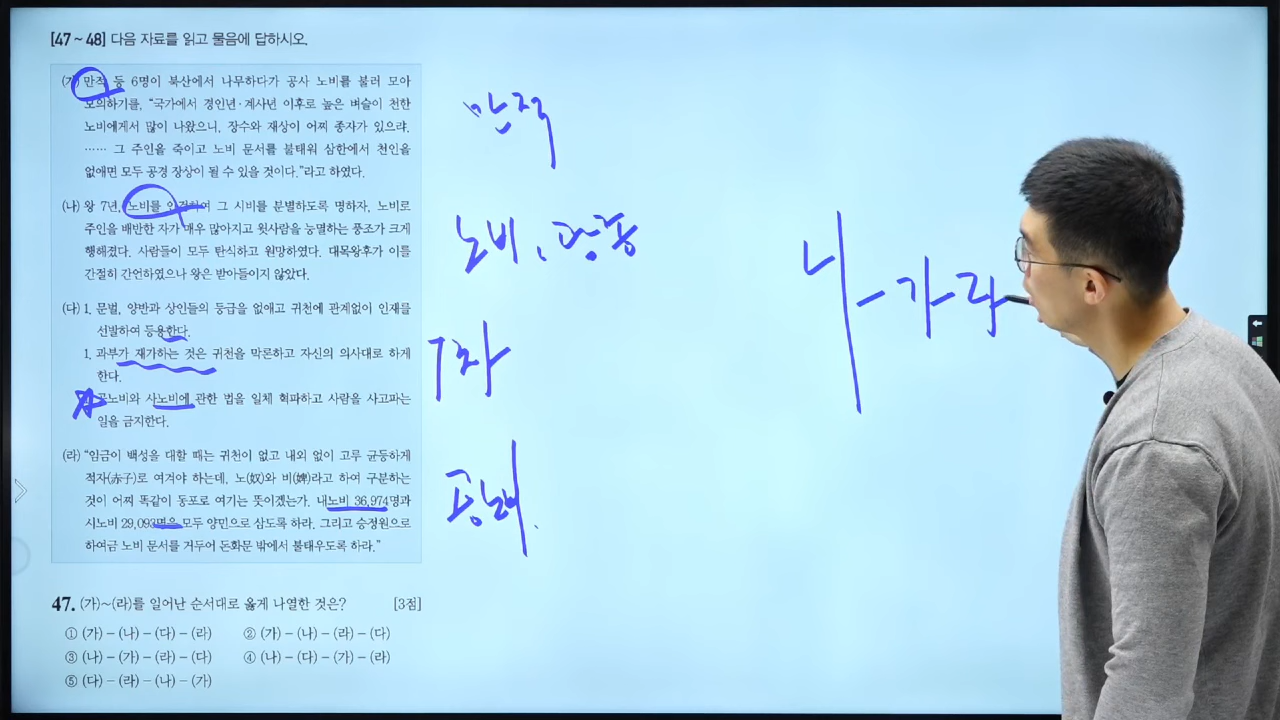 [47~48] 다음 자료를 읽고 물음에 답하시오.
(가) 만적 등 6명이 북산에서 나무하다가 공사 노비를 불러 모아
모의하기를, “국가에서 경인년·계사년 이후로 높은 벼슬이 천한
노비에게서 많이 나왔으니, 장수와 재상이 어찌 종자가 있으랴.
…… 그 주인을 죽이고 노비 문서를 불태워 삼한에서 천인을
없애면 모두 공경 장상이 될 수 있을 것이다.”라고 하였다.
(나) 왕 7년, 노비를 안검하여 그 시비를 분별하도록 명하자, 노비로
주인을 배반한 자가 매우 많아지고 윗사람을 능멸하는 풍조가 크게
행해졌다. 사람들이 모두 탄식하고 원망하였다. 대목왕후가 이를
간절히 간언하였으나 왕은 받아들이지 않았다.
(다) 1. 문벌, 양반과 상인들의 등급을 없애고 귀천에 관계없이 인재를
선발하여 등용한다.
1. 과부가 재가하는 것은 귀천을 막론하고 자신의 의사대로 하게
한다.
공노비와 사노비에 관한 법을 일체 혁파하고 사람을 사고파는
일을 금지한다.
(라) “임금이 백성을 대할 때는 귀천이 없고 내외 없이 고루 균등하게
적자(赤子)로 여겨야 하는데, 노(奴)와 비(婢)라고 하여 구분하는
것이 어찌 똑같이 동포로 여기는 뜻이겠는가. 내노비 36,974명과
시노비 29,093명을 모두 양민으로 삼도록 하라. 그리고 승정원으로
하여금 노비 문서를 거두어 돈화문 밖에서 불태우도록 하라.”
47. (가)~(라)를 일어난 순서대로 옳게 나열한 것은? [3점]
① (가) – (나) – (다) – (라) ② (가) – (나) – (라) – (다)
③ (나) – (가) – (라) – (다) ④ (나) – (다) – (가) – (라)
⑤ (다) – (라) – (나) – (가)
만적
노비, 광종
1차
공노비
나 – 가 – 라